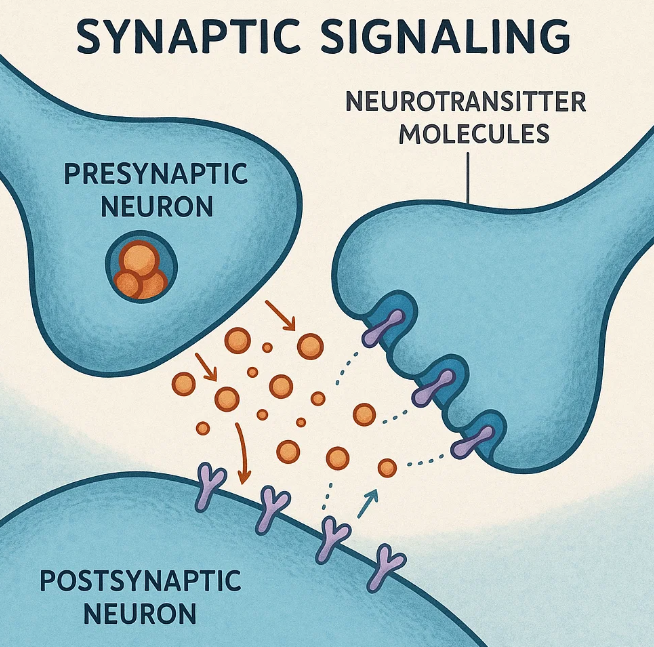 SYNAPTIC SIGNALING
NEUROTRANSITTER
MOLECULES
PRESYNAPTIC
NEURON
POSTSYNAPTIC
NEURON